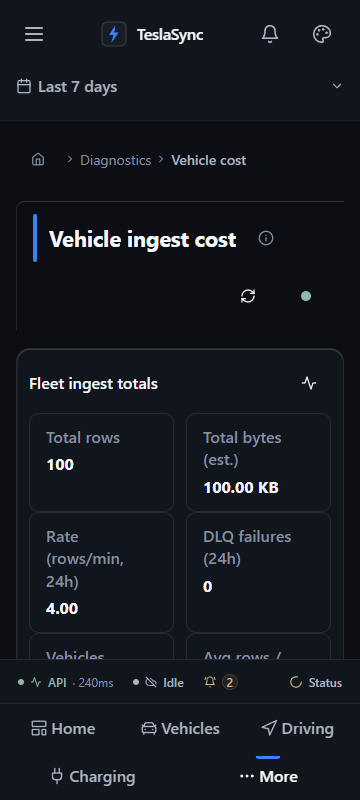 TeslaSync
Last 7 days
Diagnostics
Vehicle cost
Vehicle ingest cost
Fleet ingest totals
Total rows
100
Total bytes
(est.)
100.00 KB
Rate
(rows/min,
24h)
4.00
DLQ failures
(24h)
0
Vehicles
Avg rows /
API · 240ms
Idle
2
Status
Home
Vehicles
Driving
Charging
More